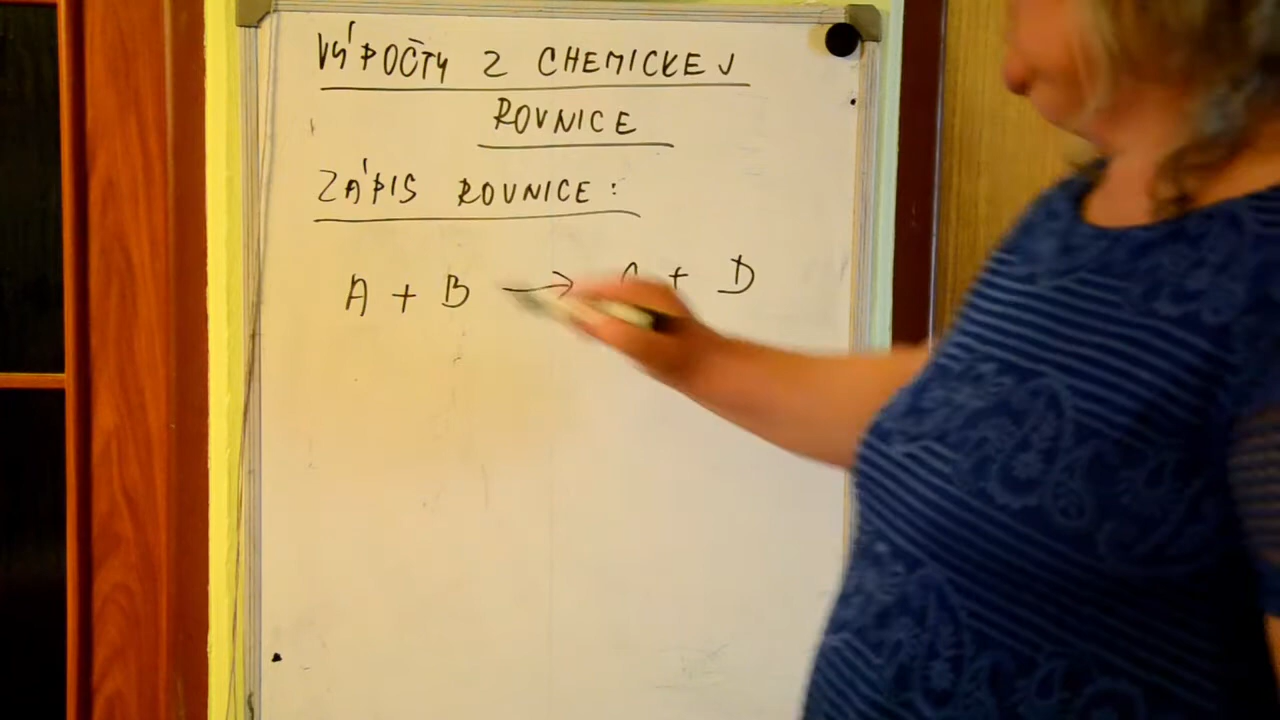 VÝPOČTY Z CHEMICKEJ
ROVNICE
ZÁPIS ROVNICE:
A + B → C + D